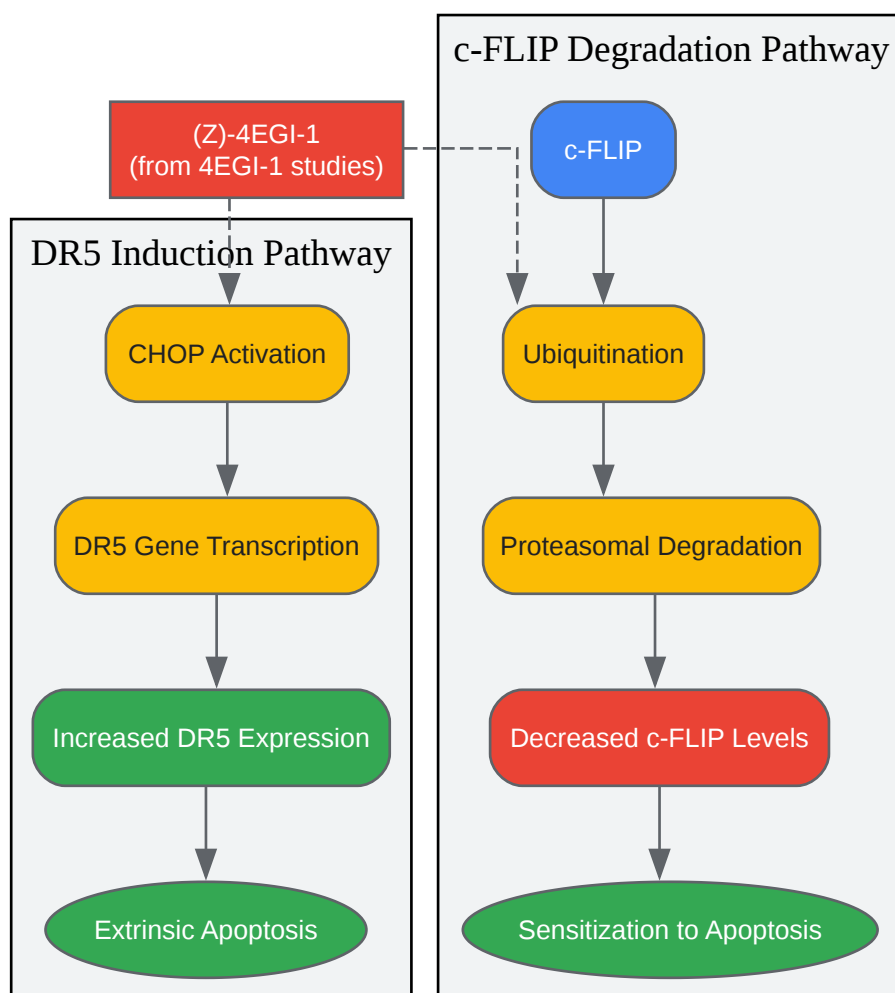 c-FLIP Degradation Pathway
(Z)-4EGI-1
(from 4EGI-1 studies)
c-FLIP
DR5 Induction Pathway
CHOP Activation
Ubiquitination
DR5 Gene Transcription
Proteasomal Degradation
Increased DR5 Expression
Decreased c-FLIP Levels
Extrinsic Apoptosis
Sensitization to Apoptosis